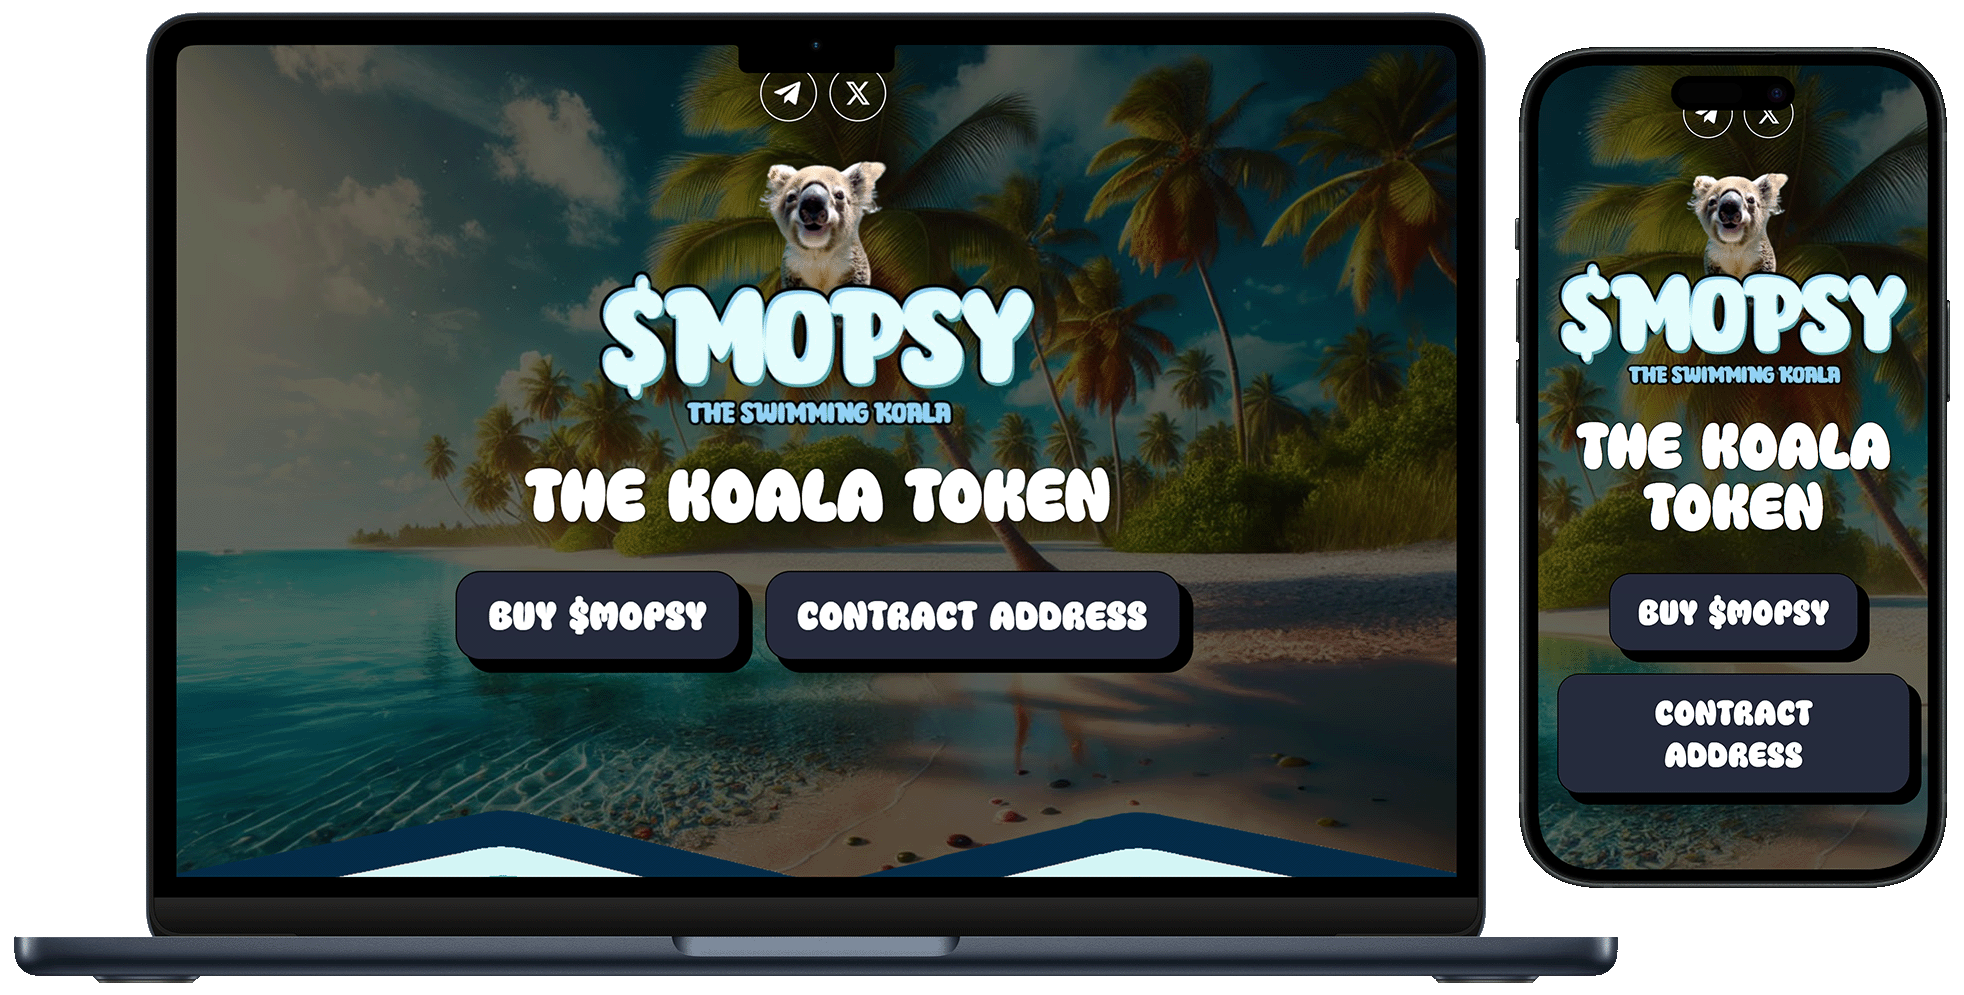 $MOPSY
THE SWIMMING KOALA
THE KOALA TOKEN
BUY $MOPSY
CONTRACT ADDRESS
$MOPSY
THE SWIMMING KOALA
THE KOALA
TOKEN
BUY $MOPSY
CONTRACT
ADDRESS